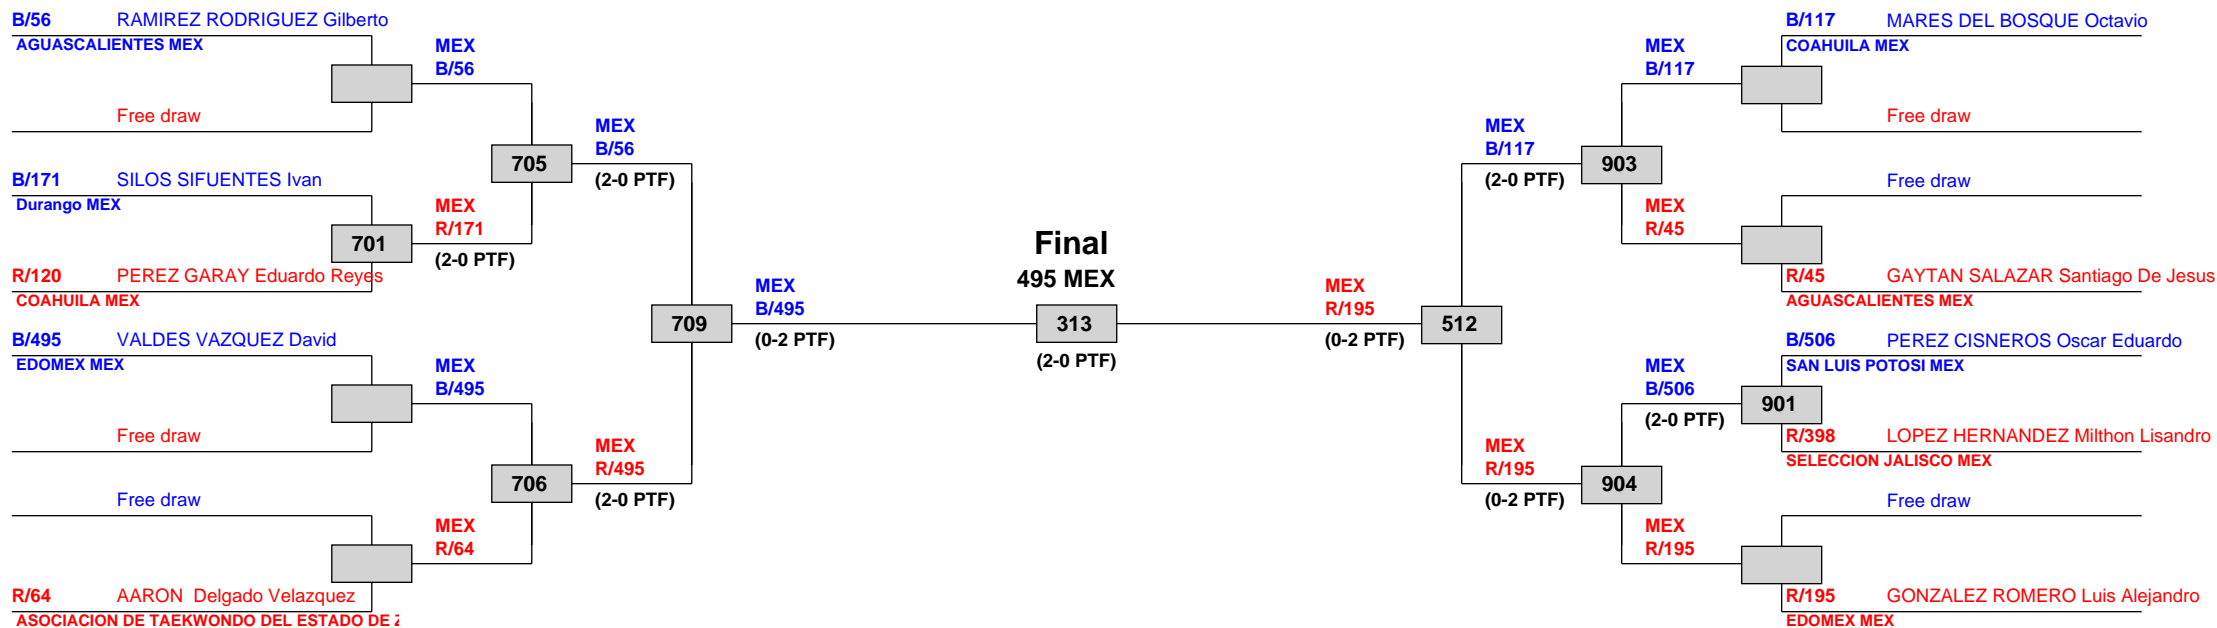 B/56 RAMIREZ RODRIGUEZ Gilberto
AGUASCALIENTES MEX
MEX
B/56
Free draw
MEX
B/56
705
(2-0 PTF)
B/171 SILOS SIFUENTES Ivan
Durango MEX
MEX
R/171
701
(2-0 PTF)
R/120 PEREZ GARAY Eduardo Reyes
COAHUILA MEX
MEX
B/495
709
(0-2 PTF)
B/495 VALDES VAZQUEZ David
EDOMEX MEX
MEX
B/495
Free draw
MEX
R/495
706
(2-0 PTF)
Free draw
MEX
R/64
R/64 AARON Delgado Velazquez
ASOCIACION DE TAEKWONDO DEL ESTADO DE
Final
495 MEX
313
(2-0 PTF)
B/117 MARES DEL BOSQUE Octavio
COAHUILA MEX
MEX
B/117
Free draw
MEX
B/117
903
(2-0 PTF)
Free draw
MEX
R/45
R/45 GAYTAN SALAZAR Santiago De Jesus
AGUASCALIENTES MEX
MEX
R/195
512
(0-2 PTF)
B/506 PEREZ CISNEROS Oscar Eduardo
SAN LUIS POTOSI MEX
MEX
B/506
901
(2-0 PTF)
R/398 LOPEZ HERNANDEZ Milthon Lisandro
SELECCION JALISCO MEX
MEX
R/195
904
(0-2 PTF)
Free draw
MEX
R/195
R/195 GONZALEZ ROMERO Luis Alejandro
EDOMEX MEX